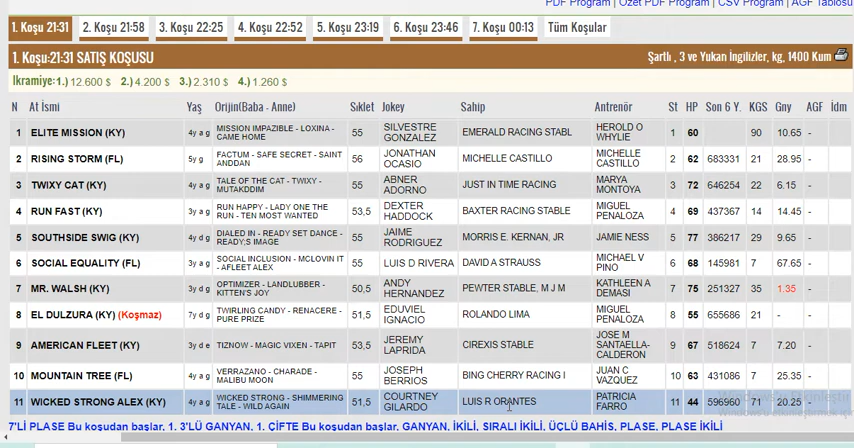 PDF Program | Özet PDF Program | CSV Program | AGF Tablosu
1. Koşu 21:31 2. Koşu 21:58 3. Koşu 22:25 4. Koşu 22:52 5. Koşu 23:19 6. Koşu 23:46 7. Koşu 00:13 Tüm Koşular
1. Koşu:21:31 SATIŞ KOŞUSU Şartlı , 3 ve Yukarı İngilizler, kg, 1400 Kum
Ikramiye:1.) 12.600 $ 2.) 4.200 $ 3.) 2.310 $ 4.) 1.260 $
N At İsmi Yaş Orijin(Baba - Anne) Sıklet Jokey Sahip Antrenör St HP Son 6 Y. KGS Gny AGF İdm
1 ELITE MISSION (KY) 4y a g MISSION IMPAZIBLE - LOXINA - CAME HOME 55 SILVESTRE GONZALEZ EMERALD RACING STABL HEROLD O WHYLIE 1 60 90 10.65 -
2 RISING STORM (FL) 5y g FACTUM - SAFE SECRET - SAINT ANDDAN 56 JONATHAN OCASIO MICHELLE CASTILLO MICHELLE CASTILLO 2 62 683331 21 28.95 -
3 TWIXY CAT (KY) 4y a g TALE OF THE CAT - TWIXY - MUTAKDDIM 55 ABNER ADORNO JUST IN TIME RACING MARYA MONTOYA 3 72 646254 22 6.15 -
4 RUN FAST (KY) 3y a g RUN HAPPY - LADY ONE THE RUN - TEN MOST WANTED 53,5 DEXTER HADDOCK BAXTER RACING STABLE MIGUEL PENALOZA 4 69 437367 14 14.45 -
5 SOUTHSIDE SWIG (KY) 4y d g DIALED IN - READY SET DANCE - READY;S IMAGE 55 JAIME RODRIGUEZ MORRIS E. KERNAN, JR JAMIE NESS 5 77 386217 29 9.65 -
6 SOCIAL EQUALITY (FL) 3y a g SOCIAL INCLUSION - MCLOVIN IT - AFLEET ALEX 53,5 LUIS D RIVERA DAVID A STRAUSS MICHAEL V PINO 6 68 145981 7 67.65 -
7 MR. WALSH (KY) 3y d g OPTIMIZER - LANDLUBBER - KITTEN'S JOY 50,5 ANDY HERNANDEZ PEWTER STABLE, M J M KATHLEEN A DEMASI 7 75 251327 35 1.35 -
8 EL DULZURA (KY) (Koşmaz) 7y d g TWIRLING CANDY - RENACERE - PURE PRIZE 51,5 EDUVIEL IGNACIO ROLANDO LIMA MIGUEL PENALOZA 8 55 655686 21 - -
9 AMERICAN FLEET (KY) 3y d e TIZNOW - MAGIC VIXEN - TAPIT 53,5 JEREMY LAPRIDA CIREXIS STABLE JOSE M SANTAELLA-CALDERON 9 67 518624 7 7.20 -
10 MOUNTAIN TREE (FL) 4y a g VERRAZANO - CHARADE - MALIBU MOON 55 JOSEPH BERRIOS BING CHERRY RACING I JUAN C VAZQUEZ 10 63 431086 7 25.35 -
11 WICKED STRONG ALEX (KY) 4y a g WICKED STRONG - SHIMMERING TALE - WILD AGAIN 51,5 COURTNEY GILARDO LUIS R ORANTES PATRICIA FARRO 11 44 596960 71 20.25 -
7'Lİ PLASE Bu koşudan başlar, 1. 3'LÜ GANYAN, 1. ÇİFTE Bu koşudan başlar, GANYAN, İKİLİ, SIRALI İKİLİ, ÜÇLÜ BAHİS, PLASE, PLASE İKİLİ